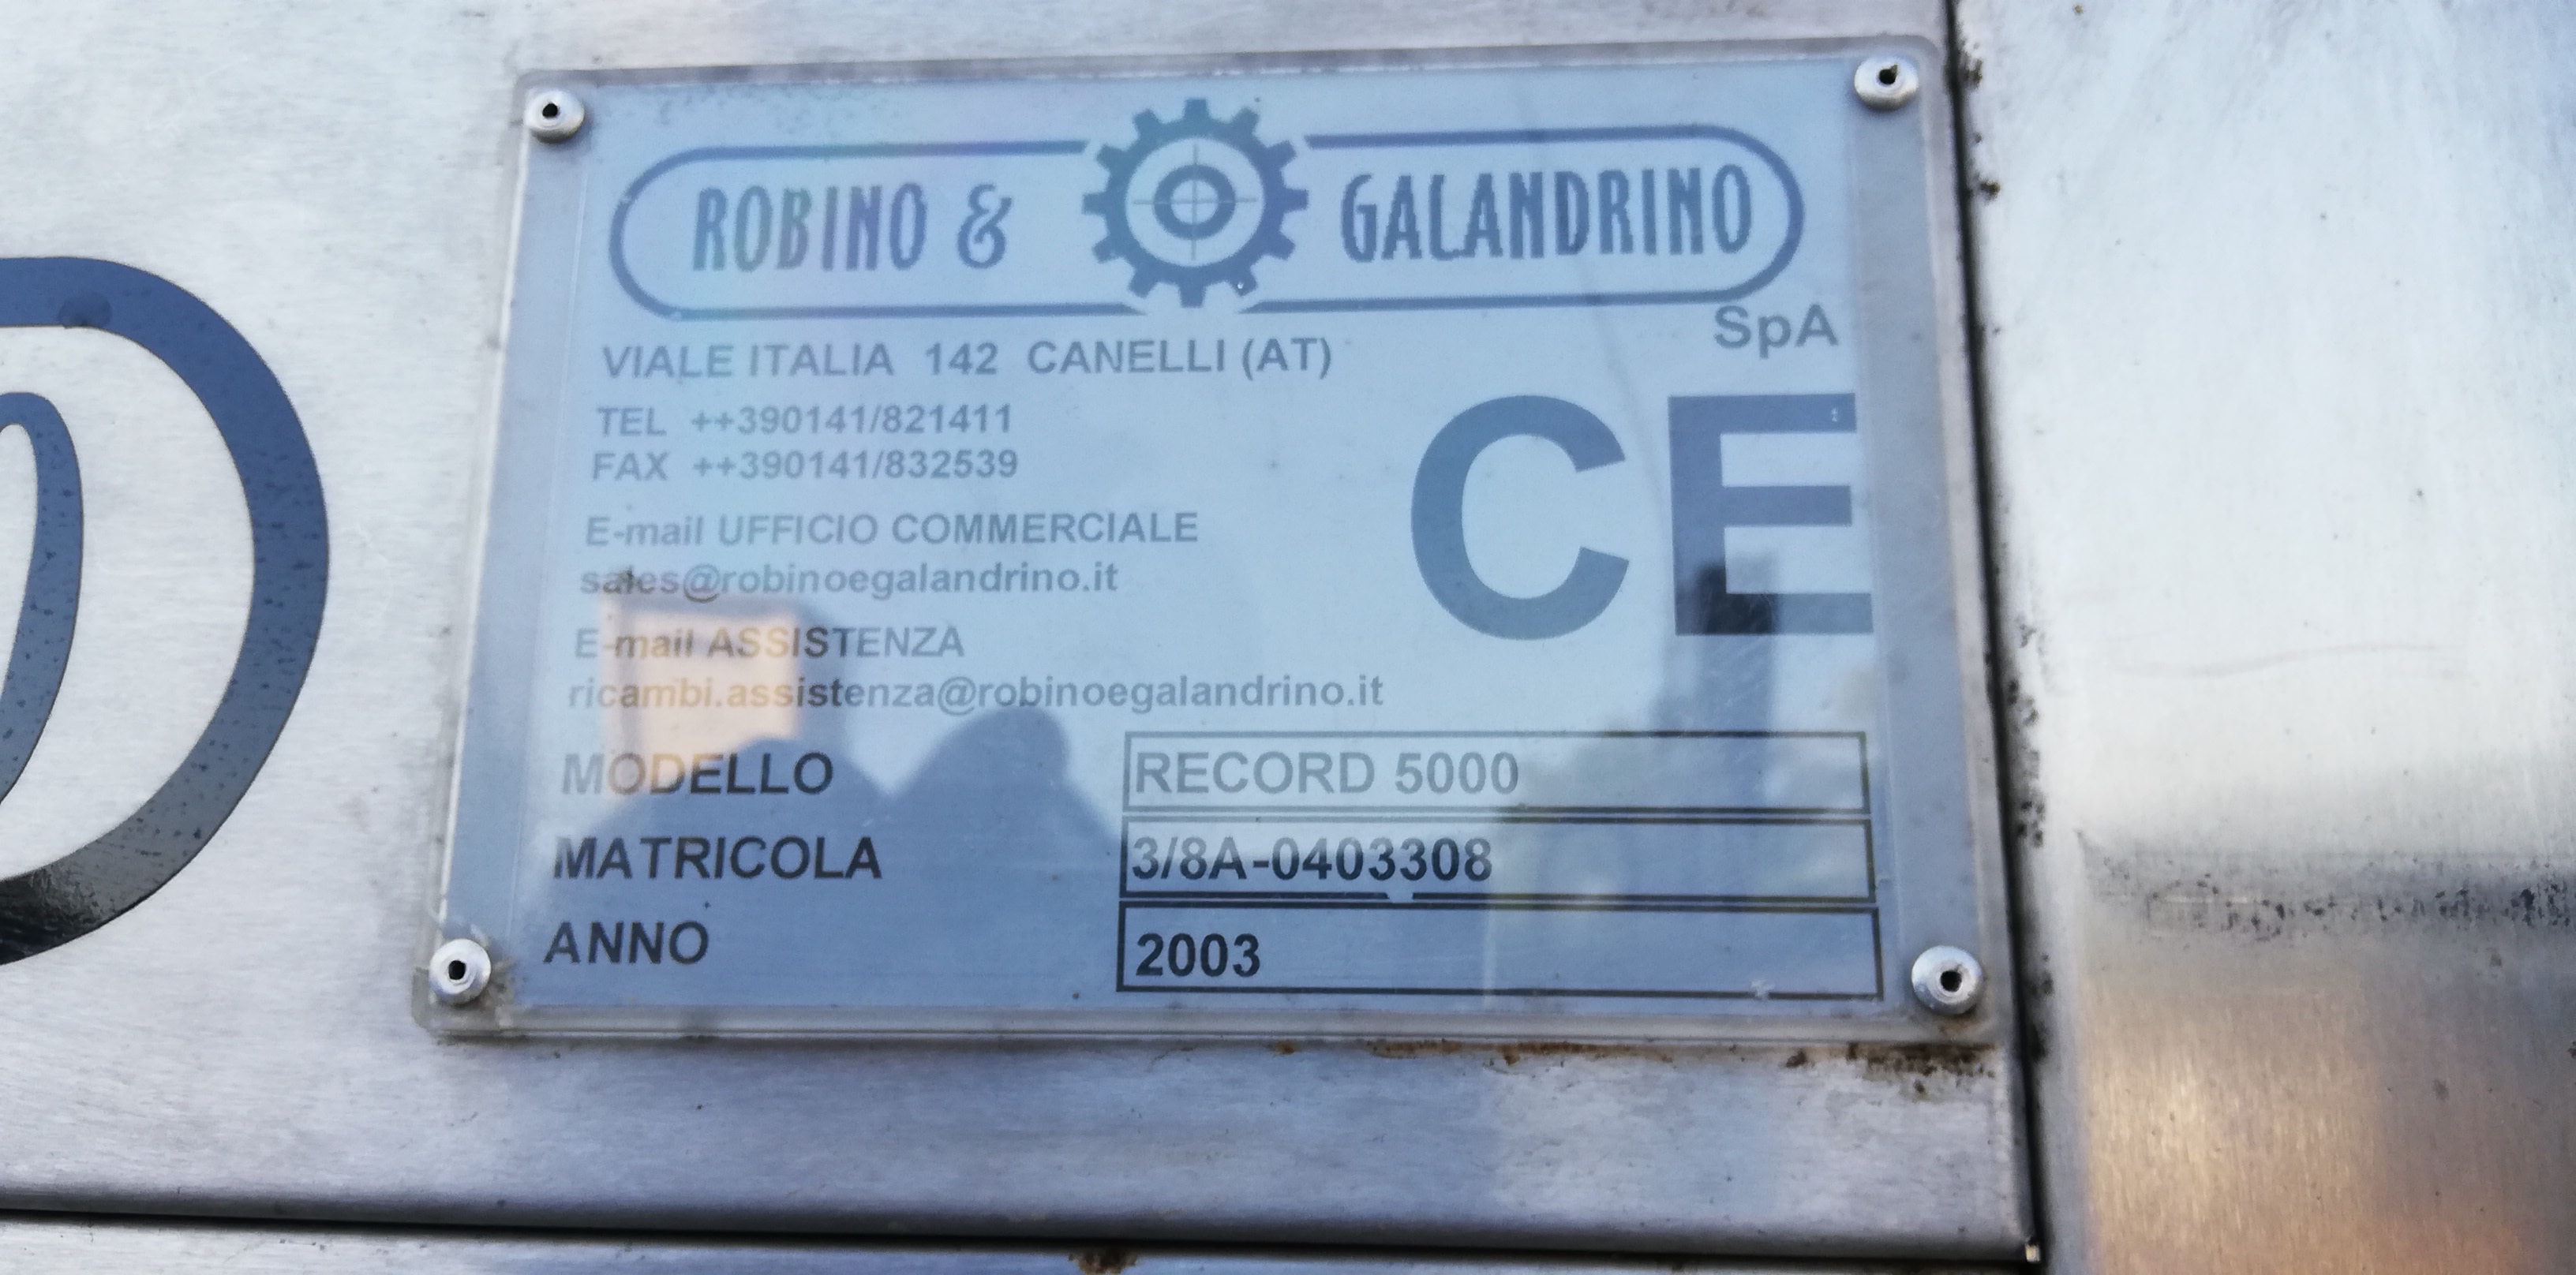 ROBINO & GALANDRINO
SpA
VIALE ITALIA 142 CANELLI (AT)
TEL ++390141/821411
FAX ++390141/832539
CE
E-mail UFFICIO COMMERCIALE
sales@robinoegalandrino.it
E-mail ASSISTENZA
ricambi.assistenza@robinoegalandrino.it
MODELLO RECORD 5000
MATRICOLA 3/8A-0403308
ANNO 2003